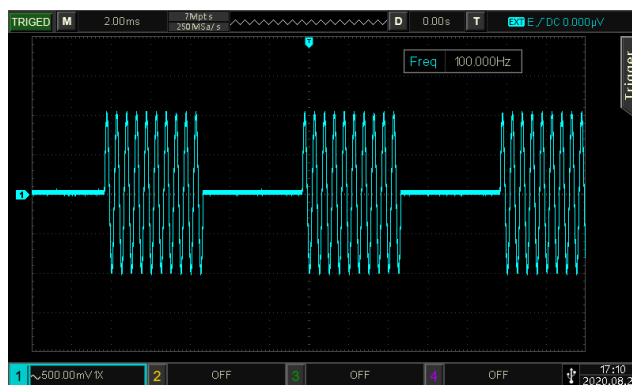 TRIGED M 2.00ms 7Mpts 250MSa/s D 0.00s T EXT E DC 0.000µV
T
Freq 100.000Hz
Trigger
1
1 500.00mV 1X 2 OFF 3 OFF 4 OFF 17:10
2020.08.2